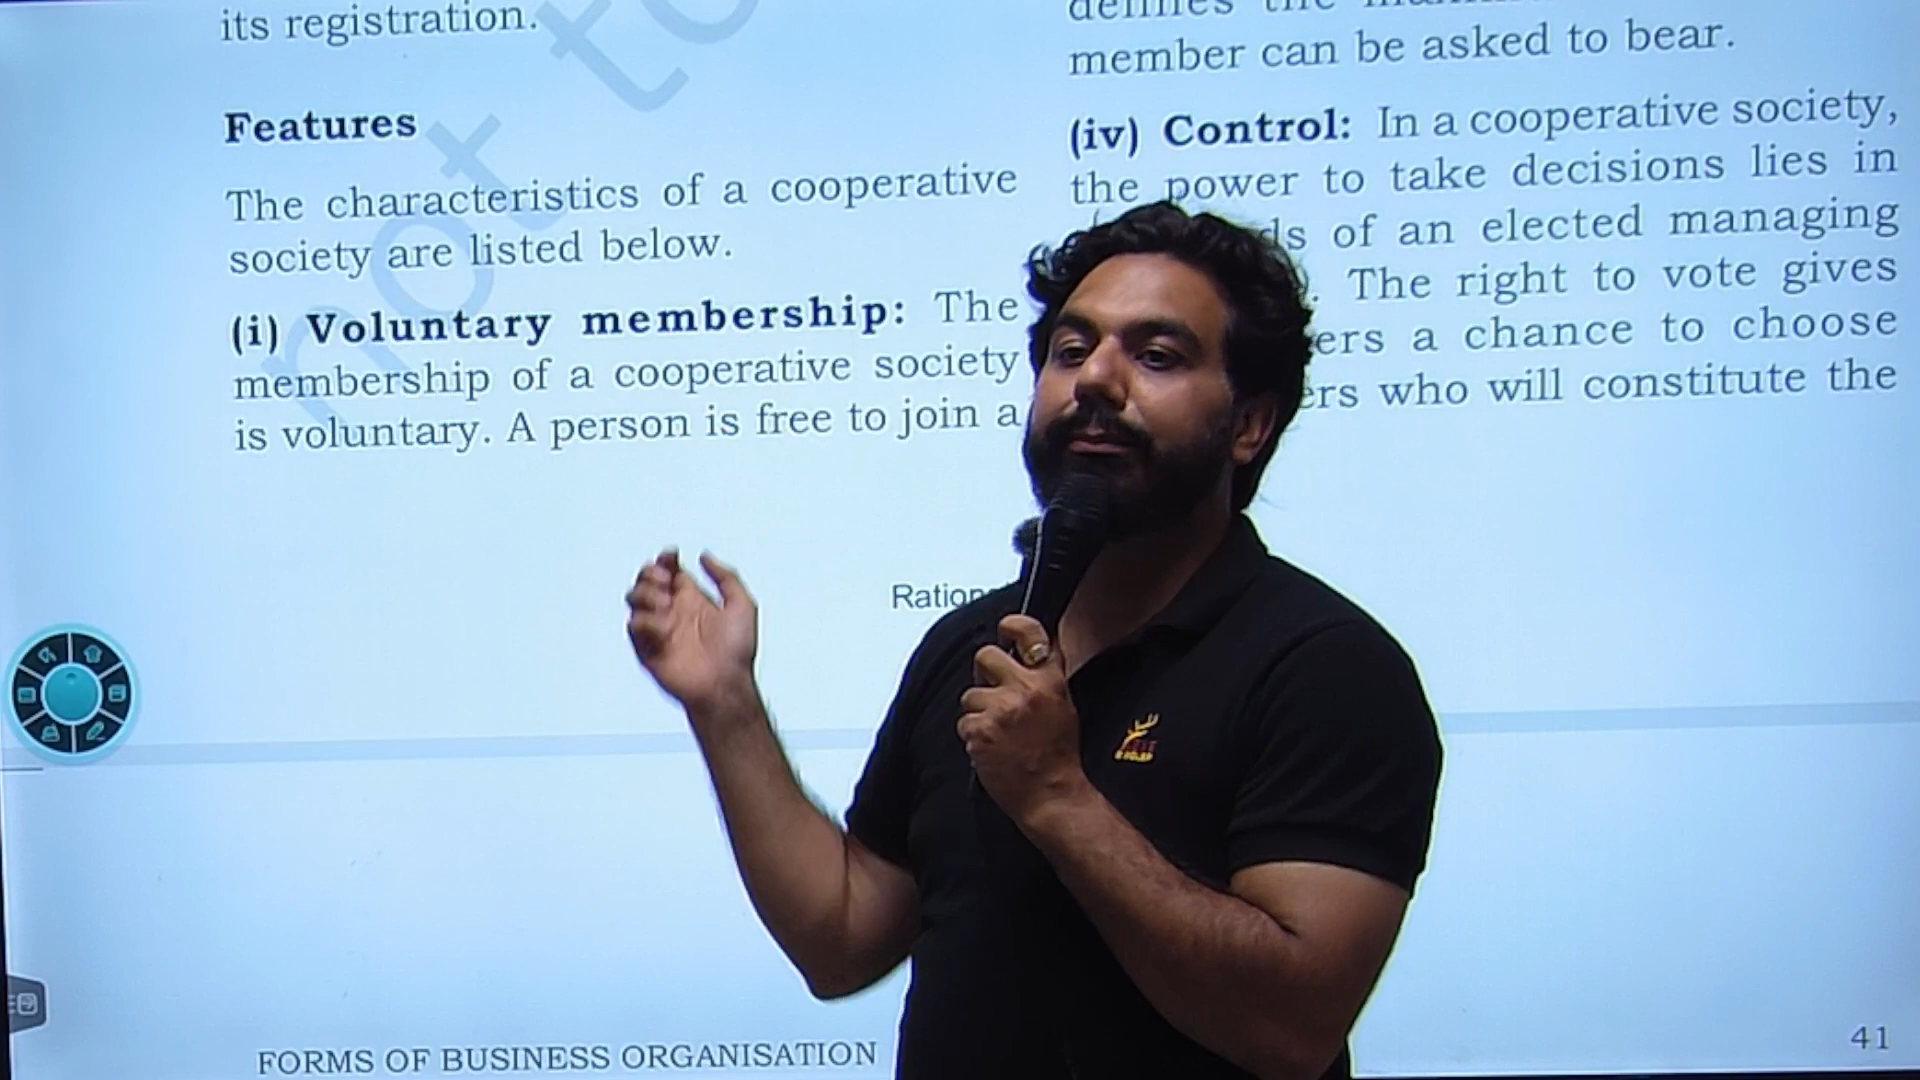 its registration.
Features
The characteristics of a cooperative
society are listed below.
(i) Voluntary membership: The
membership of a cooperative society
is voluntary. A person is free to join a
member can be asked to bear.
(iv) Control: In a cooperative society,
the power to take decisions lies in
of an elected managing
The right to vote gives
a chance to choose
who will constitute the
not to
FORMS OF BUSINESS ORGANISATION
41